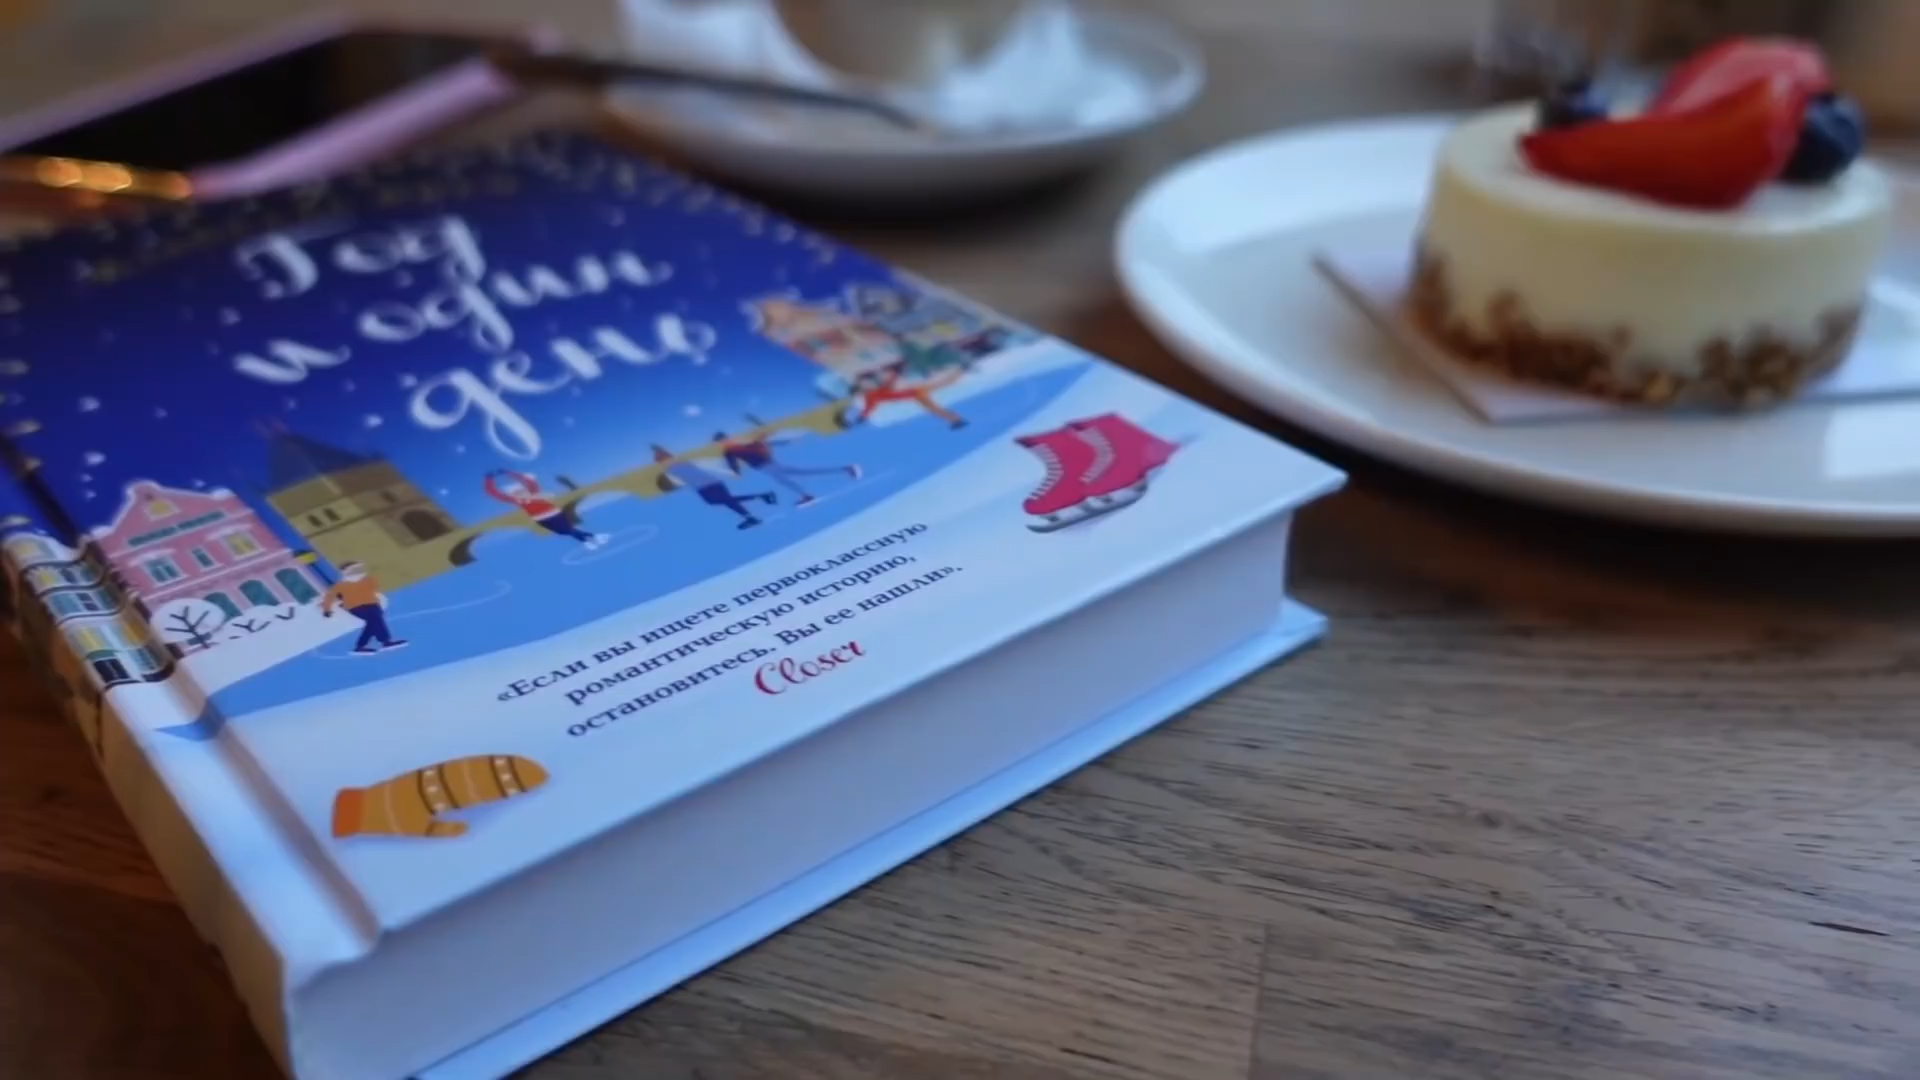 Год
и один
день
«Если вы ищете первоклассную
романтическую историю,
остановитесь. Вы ее нашли».
Closer